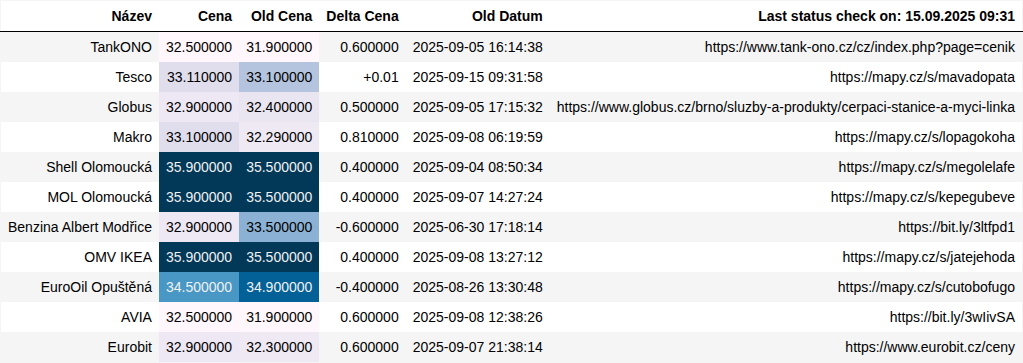 Název Cena Old Cena Delta Cena Old Datum Last status check on: 15.09.2025 09:31
TankONO 32.500000 31.900000 0.600000 2025-09-05 16:14:38 https://www.tank-ono.cz/cz/index.php?page=cenik
Tesco 33.110000 33.100000 +0.01 2025-09-15 09:31:58 https://mapy.cz/s/mavadopata
Globus 32.900000 32.400000 0.500000 2025-09-05 17:15:32 https://www.globus.cz/brno/sluzby-a-produkty/cerpaci-stanice-a-myci-linka
Makro 33.100000 32.290000 0.810000 2025-09-08 06:19:59 https://mapy.cz/s/lopagokoha
Shell Olomoucká 35.900000 35.500000 0.400000 2025-09-04 08:50:34 https://mapy.cz/s/megolelafe
MOL Olomoucká 35.900000 35.500000 0.400000 2025-09-07 14:27:24 https://mapy.cz/s/kepegubeve
Benzina Albert Modřice 32.900000 33.500000 -0.600000 2025-06-30 17:18:14 https://bit.ly/3ltfpd1
OMV IKEA 35.900000 35.500000 0.400000 2025-09-08 13:27:12 https://mapy.cz/s/jatejehoda
EuroOil Opuštěná 34.500000 34.900000 -0.400000 2025-08-26 13:30:48 https://mapy.cz/s/cutobofugo
AVIA 32.500000 31.900000 0.600000 2025-09-08 12:38:26 https://bit.ly/3wIivSA
Eurobit 32.900000 32.300000 0.600000 2025-09-07 21:38:14 https://www.eurobit.cz/ceny